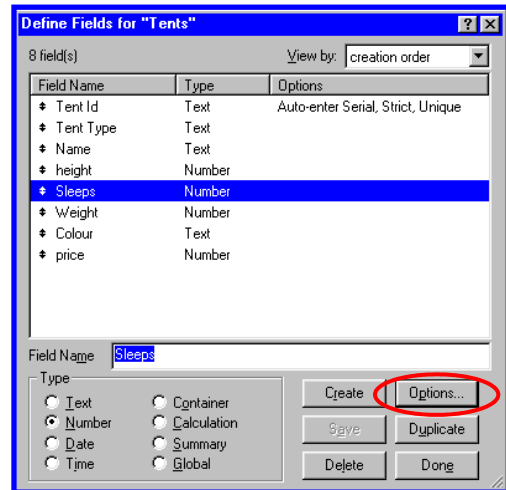 Define Fields for "Tents"
8 field(s) View by: creation order
Field Name Type Options
Tent Id Text Auto-enter Serial, Strict, Unique
Tent Type Text
Name Text
height Number
Sleeps Number
Weight Number
Colour Text
price Number
Field Name Sleeps
Type
Text Container
Number Calculation
Date Summary
Time Global
Create Options...
Save Duplicate
Delete Done